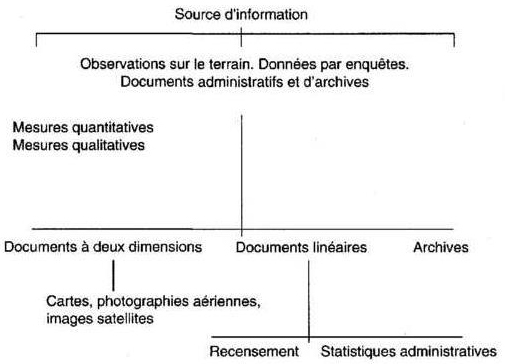 Source d'information
Observations sur le terrain. Données par enquêtes.
Documents administratifs et d'archives
Mesures quantitatives
Mesures qualitatives
Documents à deux dimensions
Documents linéaires
Archives
Cartes, photographies aériennes,
images satellites
Recensement
Statistiques administratives